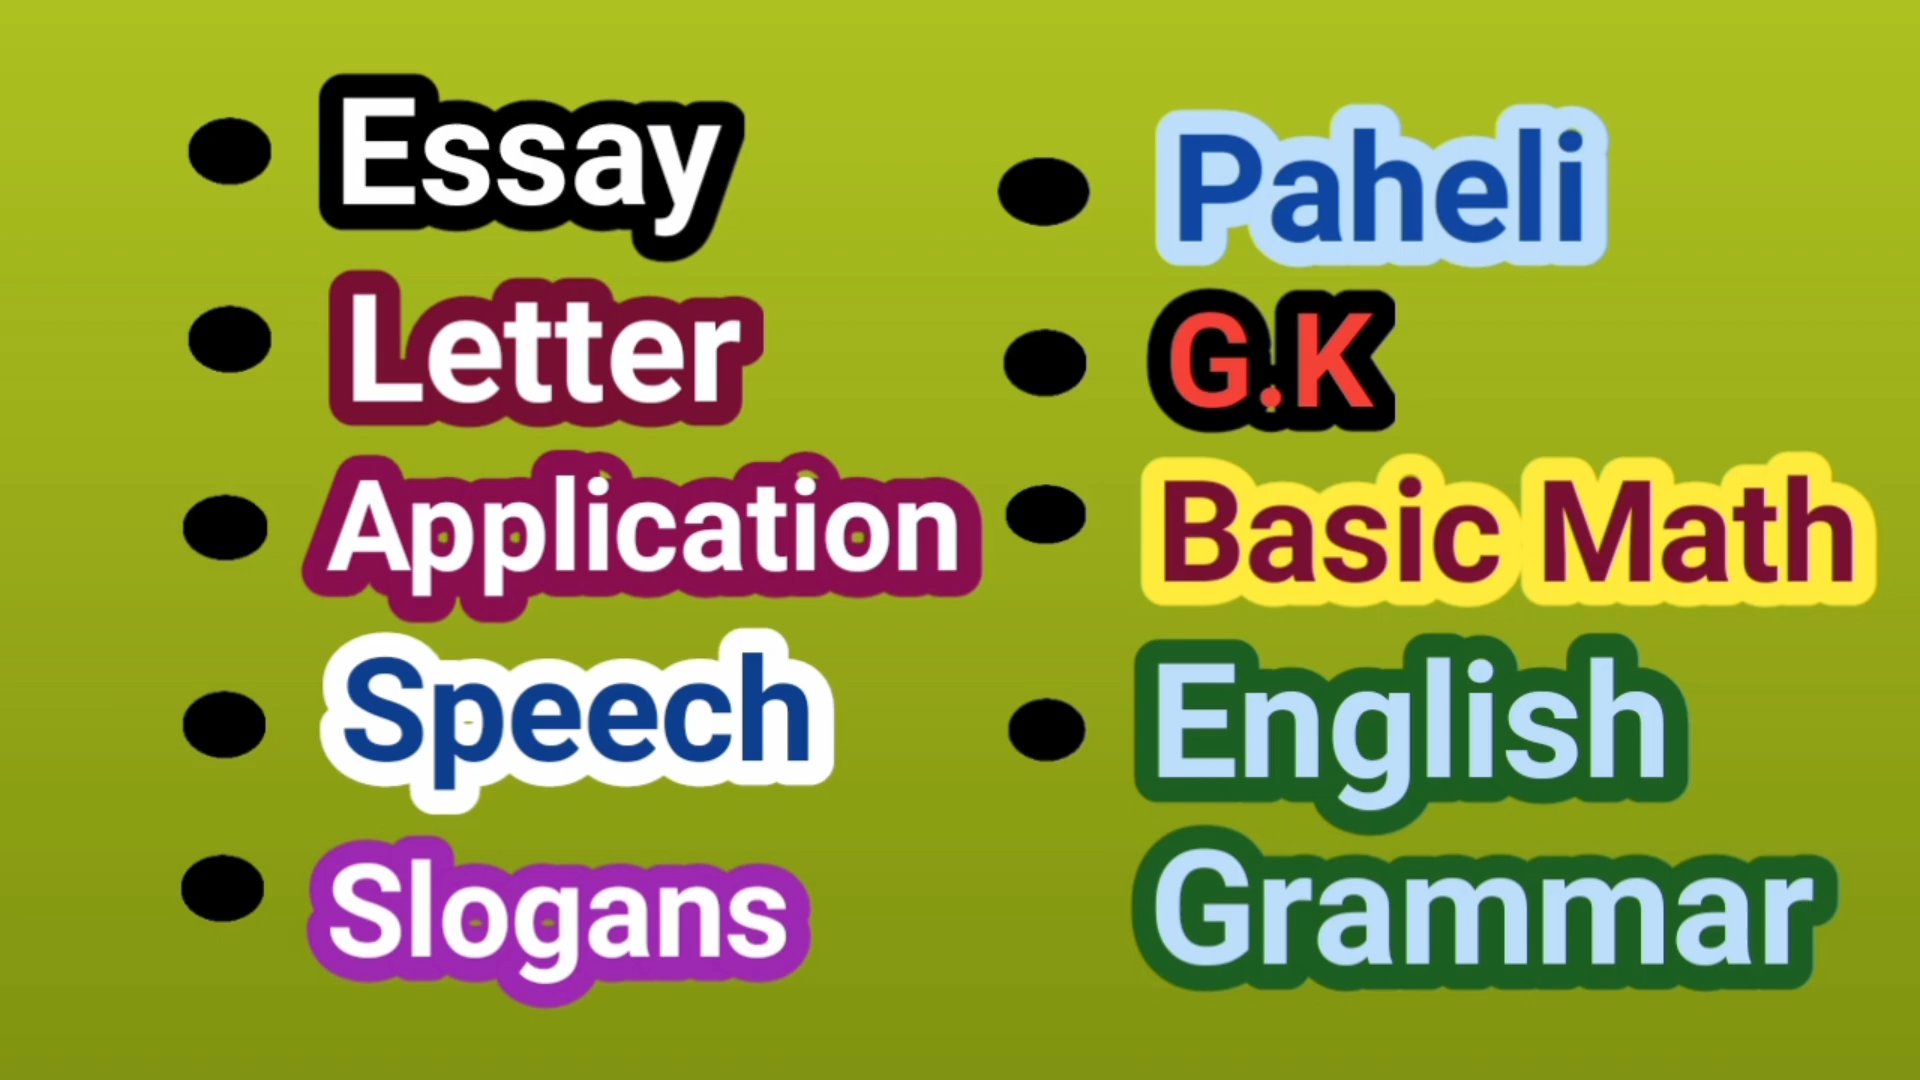 Essay
Letter
Application
Speech
Slogans
Paheli
G.K
Basic Math
English
Grammar